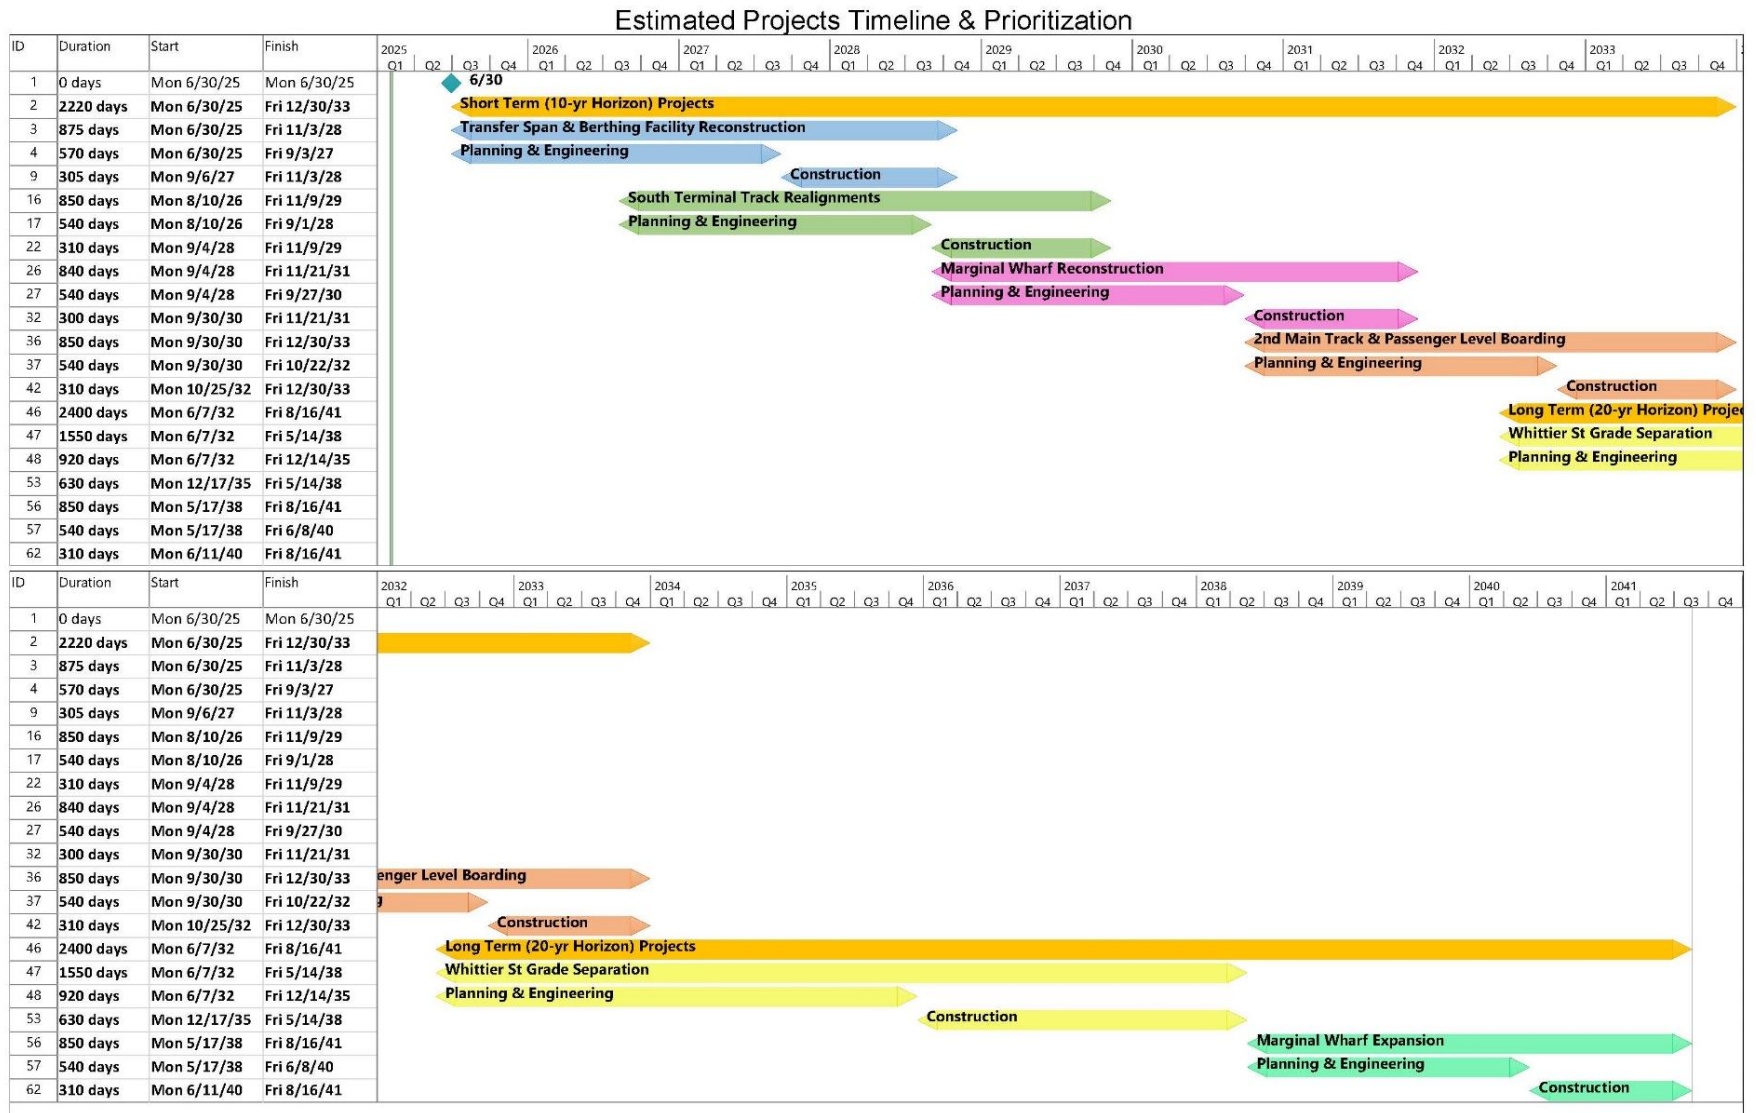 Estimated Projects Timeline & Prioritization
ID Duration Start Finish 2025 2026 2027 2028 2029 2030 2031 2032 2033
Q1 Q2 Q3 Q4 Q1 Q2 Q3 Q4 Q1 Q2 Q3 Q4 Q1 Q2 Q3 Q4 Q1 Q2 Q3 Q4 Q1 Q2 Q3 Q4 Q1 Q2 Q3 Q4 Q1 Q2 Q3 Q4 Q1 Q2 Q3 Q4
1 0 days Mon 6/30/25 Mon 6/30/25 6/30
2 2220 days Mon 6/30/25 Fri 12/30/33 Short Term (10-yr Horizon) Projects
3 875 days Mon 6/30/25 Fri 11/3/28 Transfer Span & Berthing Facility Reconstruction
4 570 days Mon 6/30/25 Fri 9/3/27 Planning & Engineering
9 305 days Mon 9/6/27 Fri 11/3/28 Construction
16 850 days Mon 8/10/26 Fri 11/9/29 South Terminal Track Realignments
17 540 days Mon 8/10/26 Fri 9/1/28 Planning & Engineering
22 310 days Mon 9/4/28 Fri 11/9/29 Construction
26 840 days Mon 9/4/28 Fri 11/21/31 Marginal Wharf Reconstruction
27 540 days Mon 9/4/28 Fri 9/27/30 Planning & Engineering
32 300 days Mon 9/30/30 Fri 11/21/31 Construction
36 850 days Mon 9/30/30 Fri 12/30/33 2nd Main Track & Passenger Level Boarding
37 540 days Mon 9/30/30 Fri 10/22/32 Planning & Engineering
42 310 days Mon 10/25/32 Fri 12/30/33 Construction
46 2400 days Mon 6/7/32 Fri 8/16/41 Long Term (20-yr Horizon) Projec
47 1550 days Mon 6/7/32 Fri 5/14/38 Whittier St Grade Separation
48 920 days Mon 6/7/32 Fri 12/14/35 Planning & Engineering
53 630 days Mon 12/17/35 Fri 5/14/38
56 850 days Mon 5/17/38 Fri 8/16/41
57 540 days Mon 5/17/38 Fri 6/8/40
62 310 days Mon 6/11/40 Fri 8/16/41
ID Duration Start Finish 2032 2033 2034 2035 2036 2037 2038 2039 2040 2041
Q1 Q2 Q3 Q4 Q1 Q2 Q3 Q4 Q1 Q2 Q3 Q4 Q1 Q2 Q3 Q4 Q1 Q2 Q3 Q4 Q1 Q2 Q3 Q4 Q1 Q2 Q3 Q4 Q1 Q2 Q3 Q4 Q1 Q2 Q3 Q4 Q1 Q2 Q3 Q4
1 0 days Mon 6/30/25 Mon 6/30/25
2 2220 days Mon 6/30/25 Fri 12/30/33
3 875 days Mon 6/30/25 Fri 11/3/28
4 570 days Mon 6/30/25 Fri 9/3/27
9 305 days Mon 9/6/27 Fri 11/3/28
16 850 days Mon 8/10/26 Fri 11/9/29
17 540 days Mon 8/10/26 Fri 9/1/28
22 310 days Mon 9/4/28 Fri 11/9/29
26 840 days Mon 9/4/28 Fri 11/21/31
27 540 days Mon 9/4/28 Fri 9/27/30
32 300 days Mon 9/30/30 Fri 11/21/31
36 850 days Mon 9/30/30 Fri 12/30/33 enger Level Boarding
37 540 days Mon 9/30/30 Fri 10/22/32 g
42 310 days Mon 10/25/32 Fri 12/30/33 Construction
46 2400 days Mon 6/7/32 Fri 8/16/41 Long Term (20-yr Horizon) Projects
47 1550 days Mon 6/7/32 Fri 5/14/38 Whittier St Grade Separation
48 920 days Mon 6/7/32 Fri 12/14/35 Planning & Engineering
53 630 days Mon 12/17/35 Fri 5/14/38 Construction
56 850 days Mon 5/17/38 Fri 8/16/41 Marginal Wharf Expansion
57 540 days Mon 5/17/38 Fri 6/8/40 Planning & Engineering
62 310 days Mon 6/11/40 Fri 8/16/41 Construction